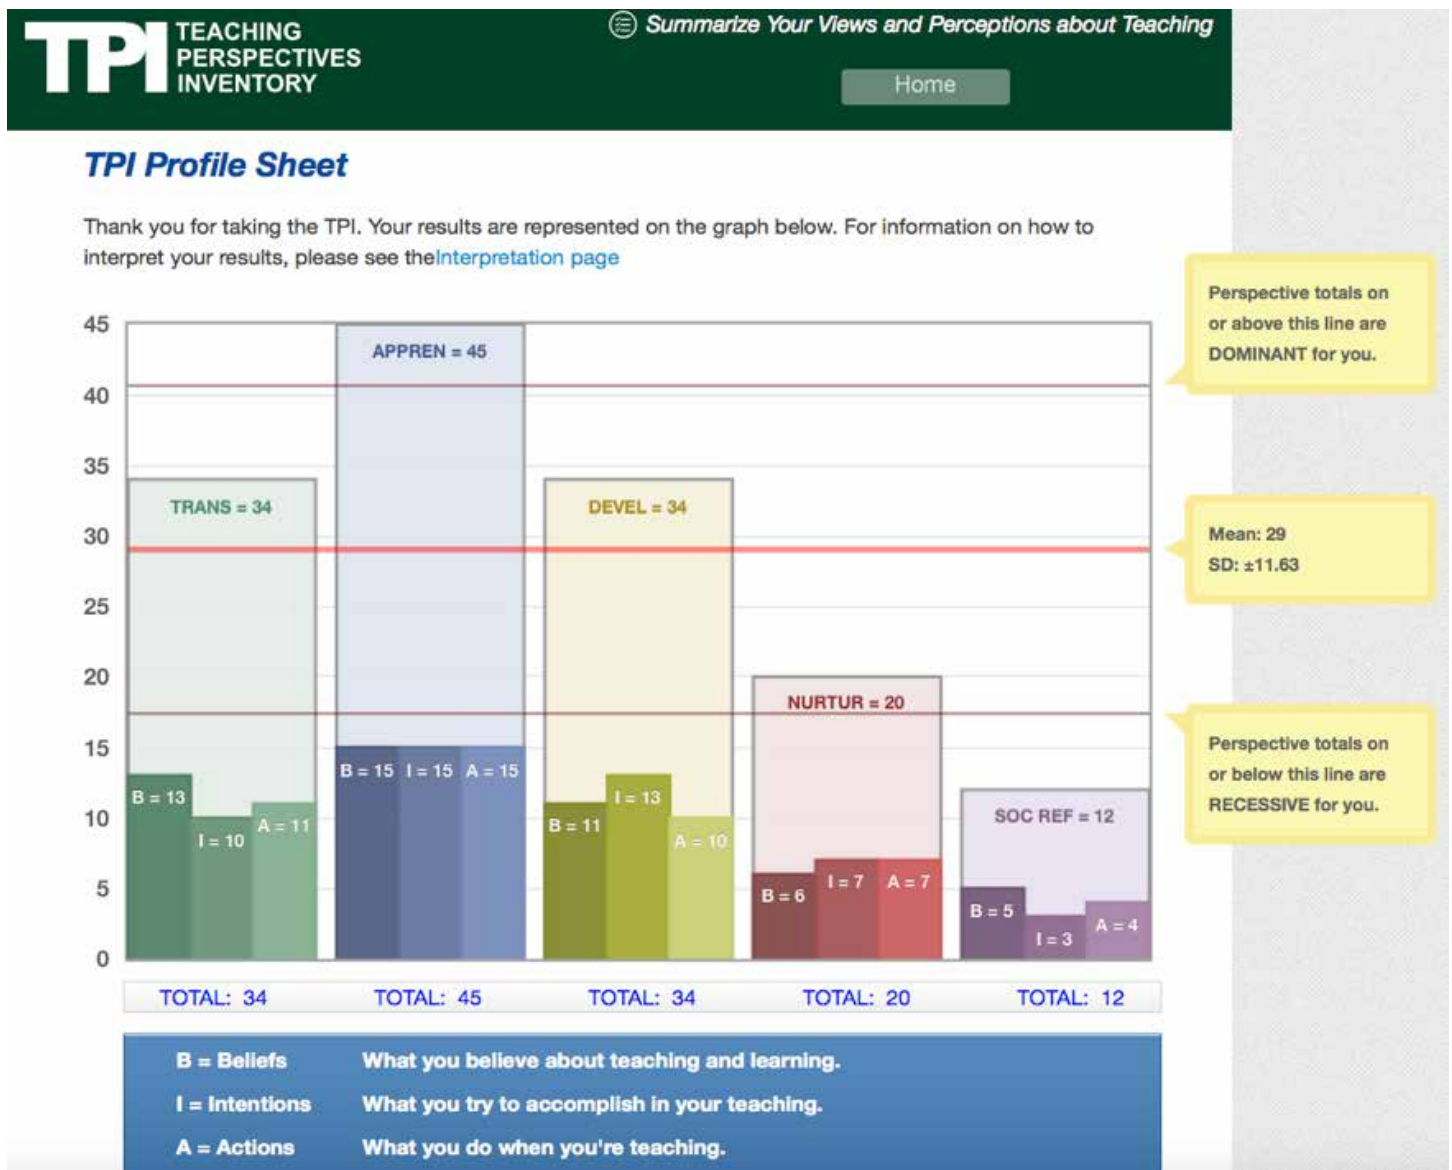 TPI
TEACHING
PERSPECTIVES
INVENTORY
Summarize Your Views and Perceptions about Teaching
Home
TPI Profile Sheet
Thank you for taking the TPI. Your results are represented on the graph below. For information on how to
interpret your results, please see theInterpretation page
Perspective totals on
or above this line are
DOMINANT for you.
Mean: 29
SD: ±11.63
Perspective totals on
or below this line are
RECESSIVE for you.
45
40
35
30
25
20
15
10
5
0
TRANS = 34
B = 13
I = 10
A = 11
APPREN = 45
B = 15 I = 15 A = 15
DEVEL = 34
B = 11
I = 13
A = 10
NURTUR = 20
B = 6
I = 7
A = 7
SOC REF = 12
B = 5
I = 3
A = 4
TOTAL: 34 TOTAL: 45 TOTAL: 34 TOTAL: 20 TOTAL: 12
B = Beliefs What you believe about teaching and learning.
I = Intentions What you try to accomplish in your teaching.
A = Actions What you do when you're teaching.